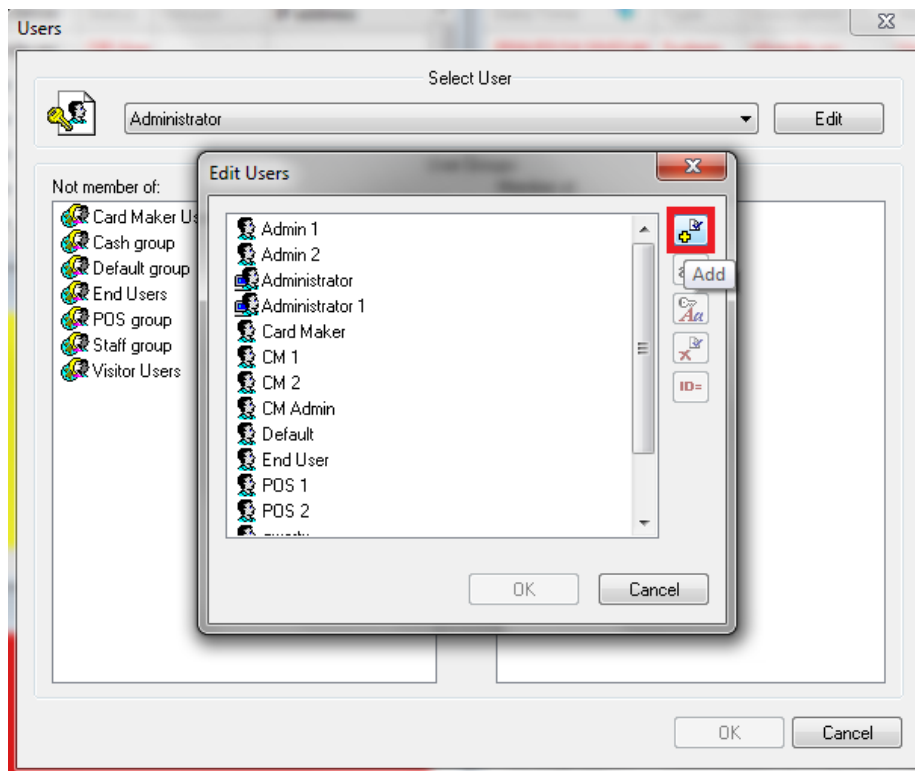 Users
Select User
Administrator
Edit
Not member of:
Card Maker Us
Cash group
Default group
End Users
POS group
Staff group
Visitor Users
Edit Users
Admin 1
Admin 2
Administrator
Administrator 1
Card Maker
CM 1
CM 2
CM Admin
Default
End User
POS 1
POS 2
Add
Aa
ID=
OK
Cancel
OK
Cancel